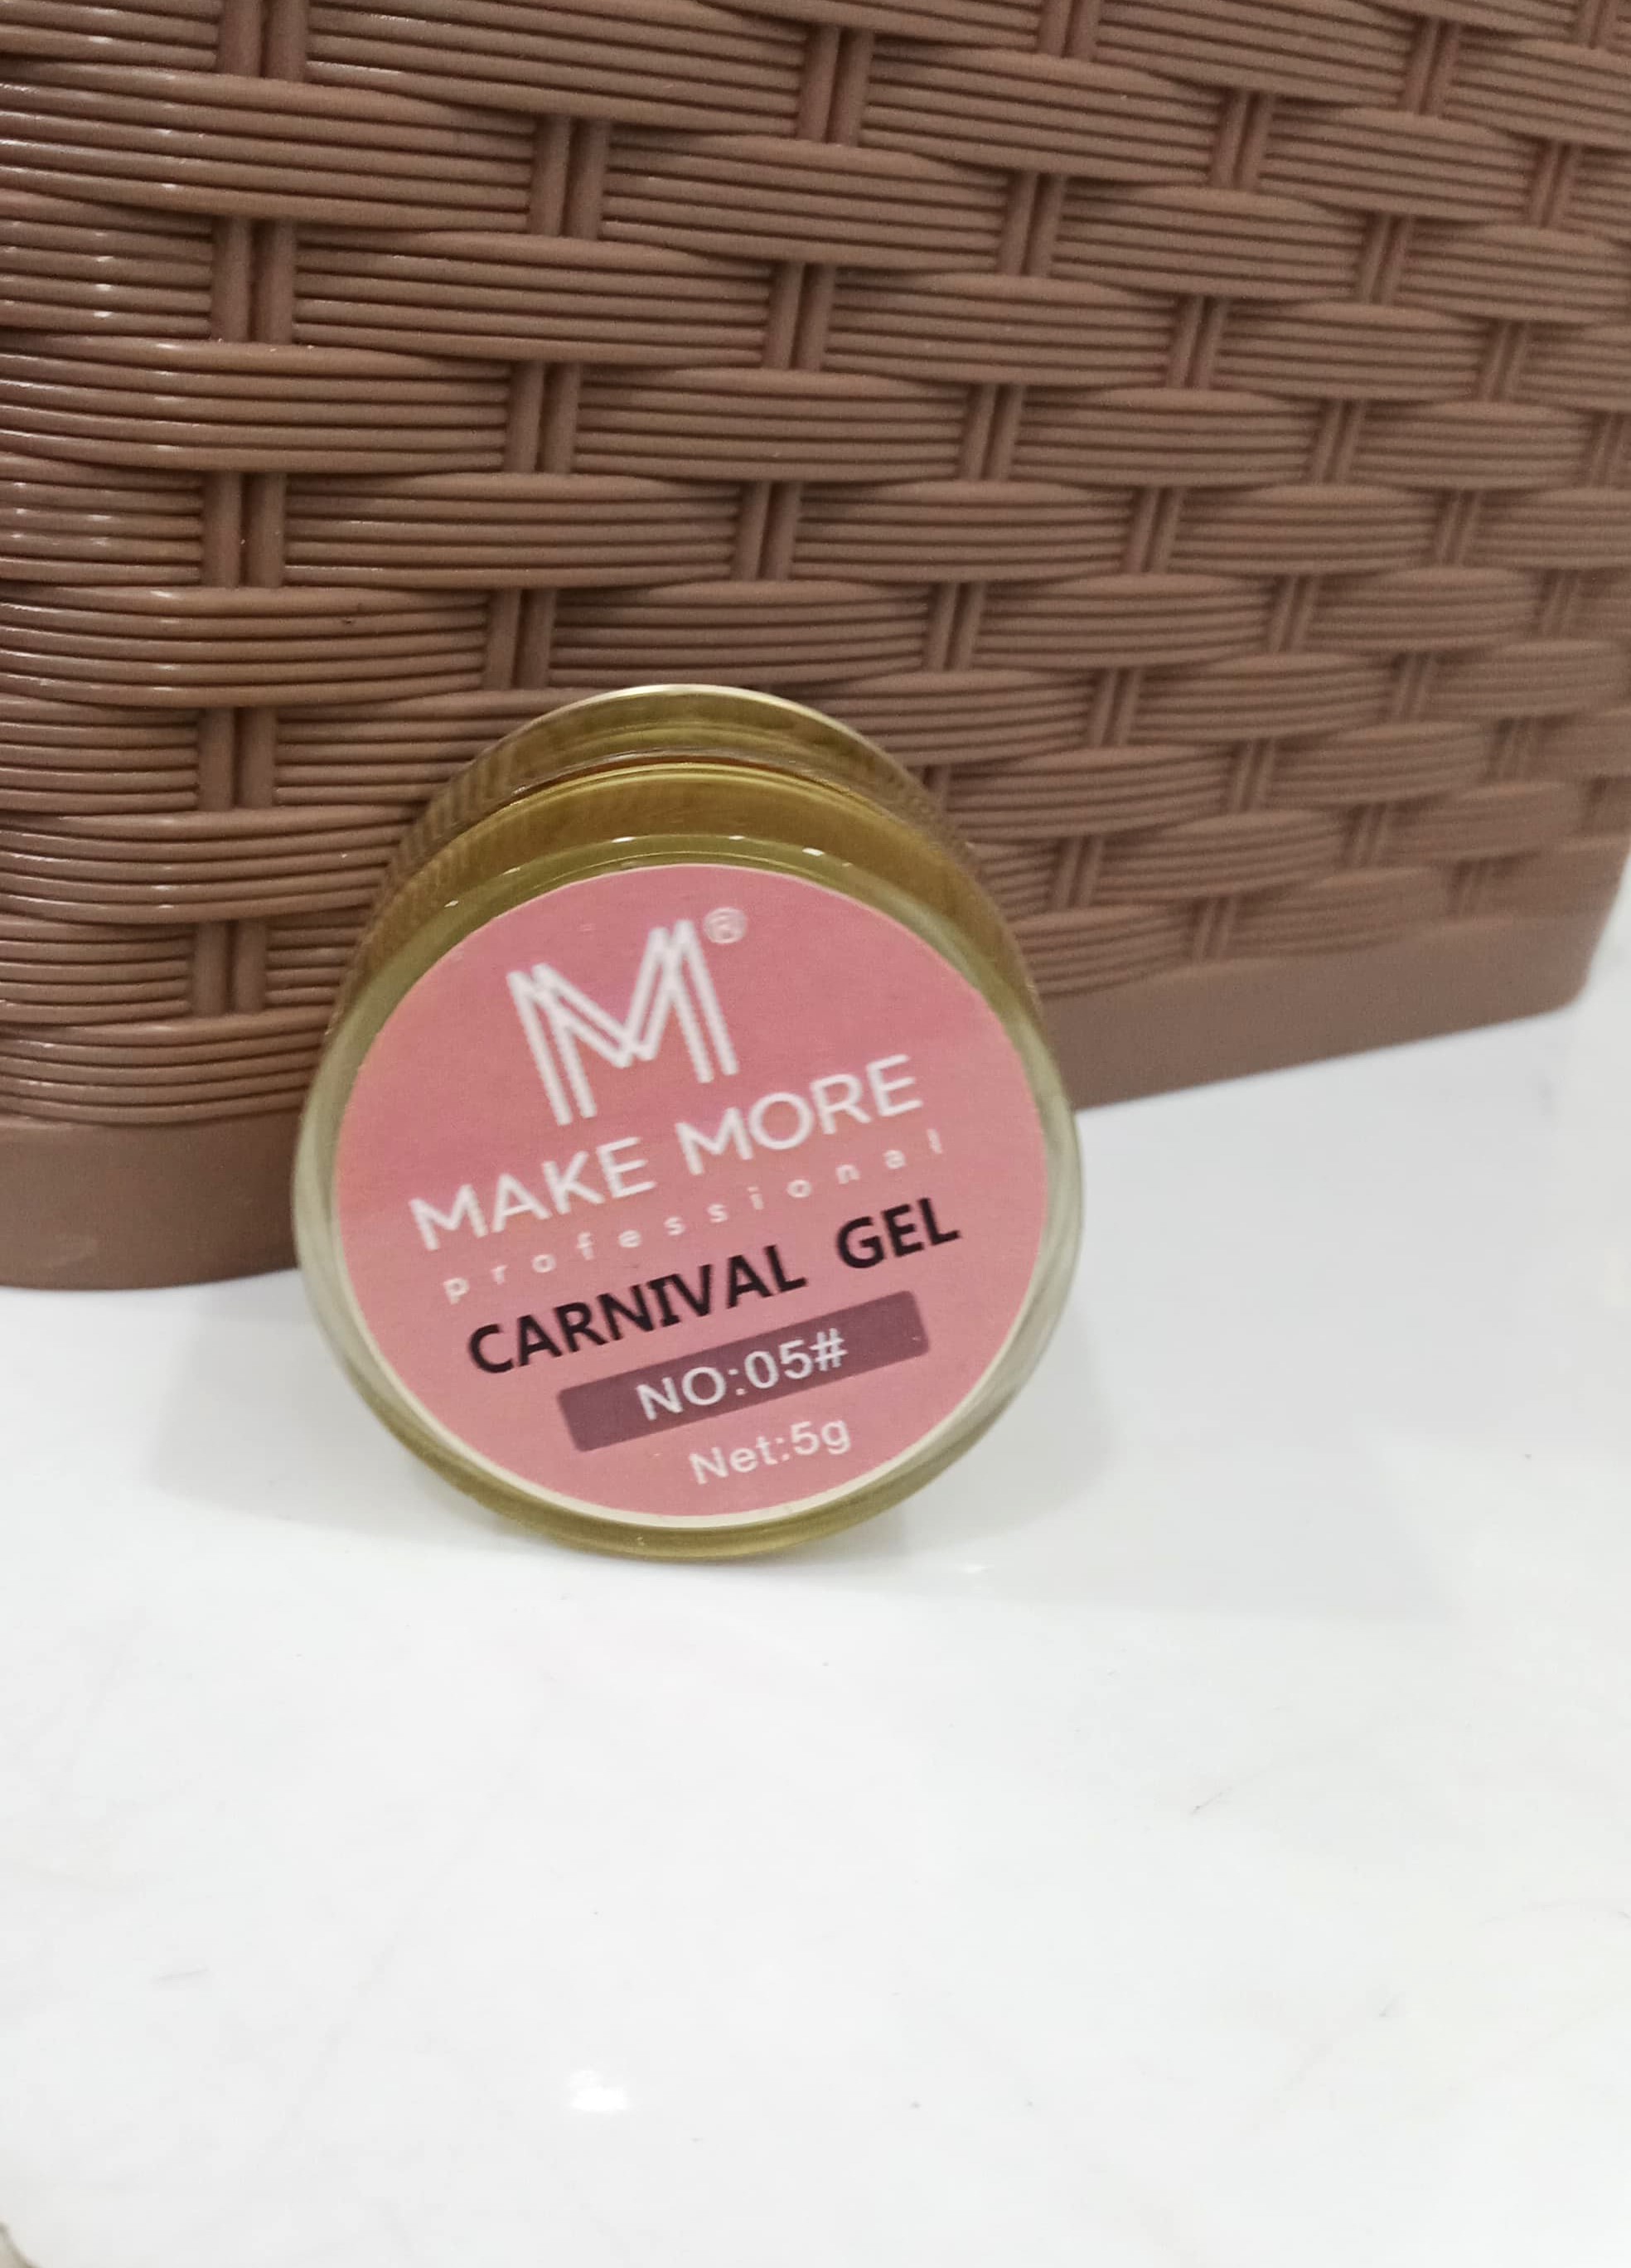 M®
MAKE MORE
professional
CARNIVAL GEL
NO:05#
Net:5g